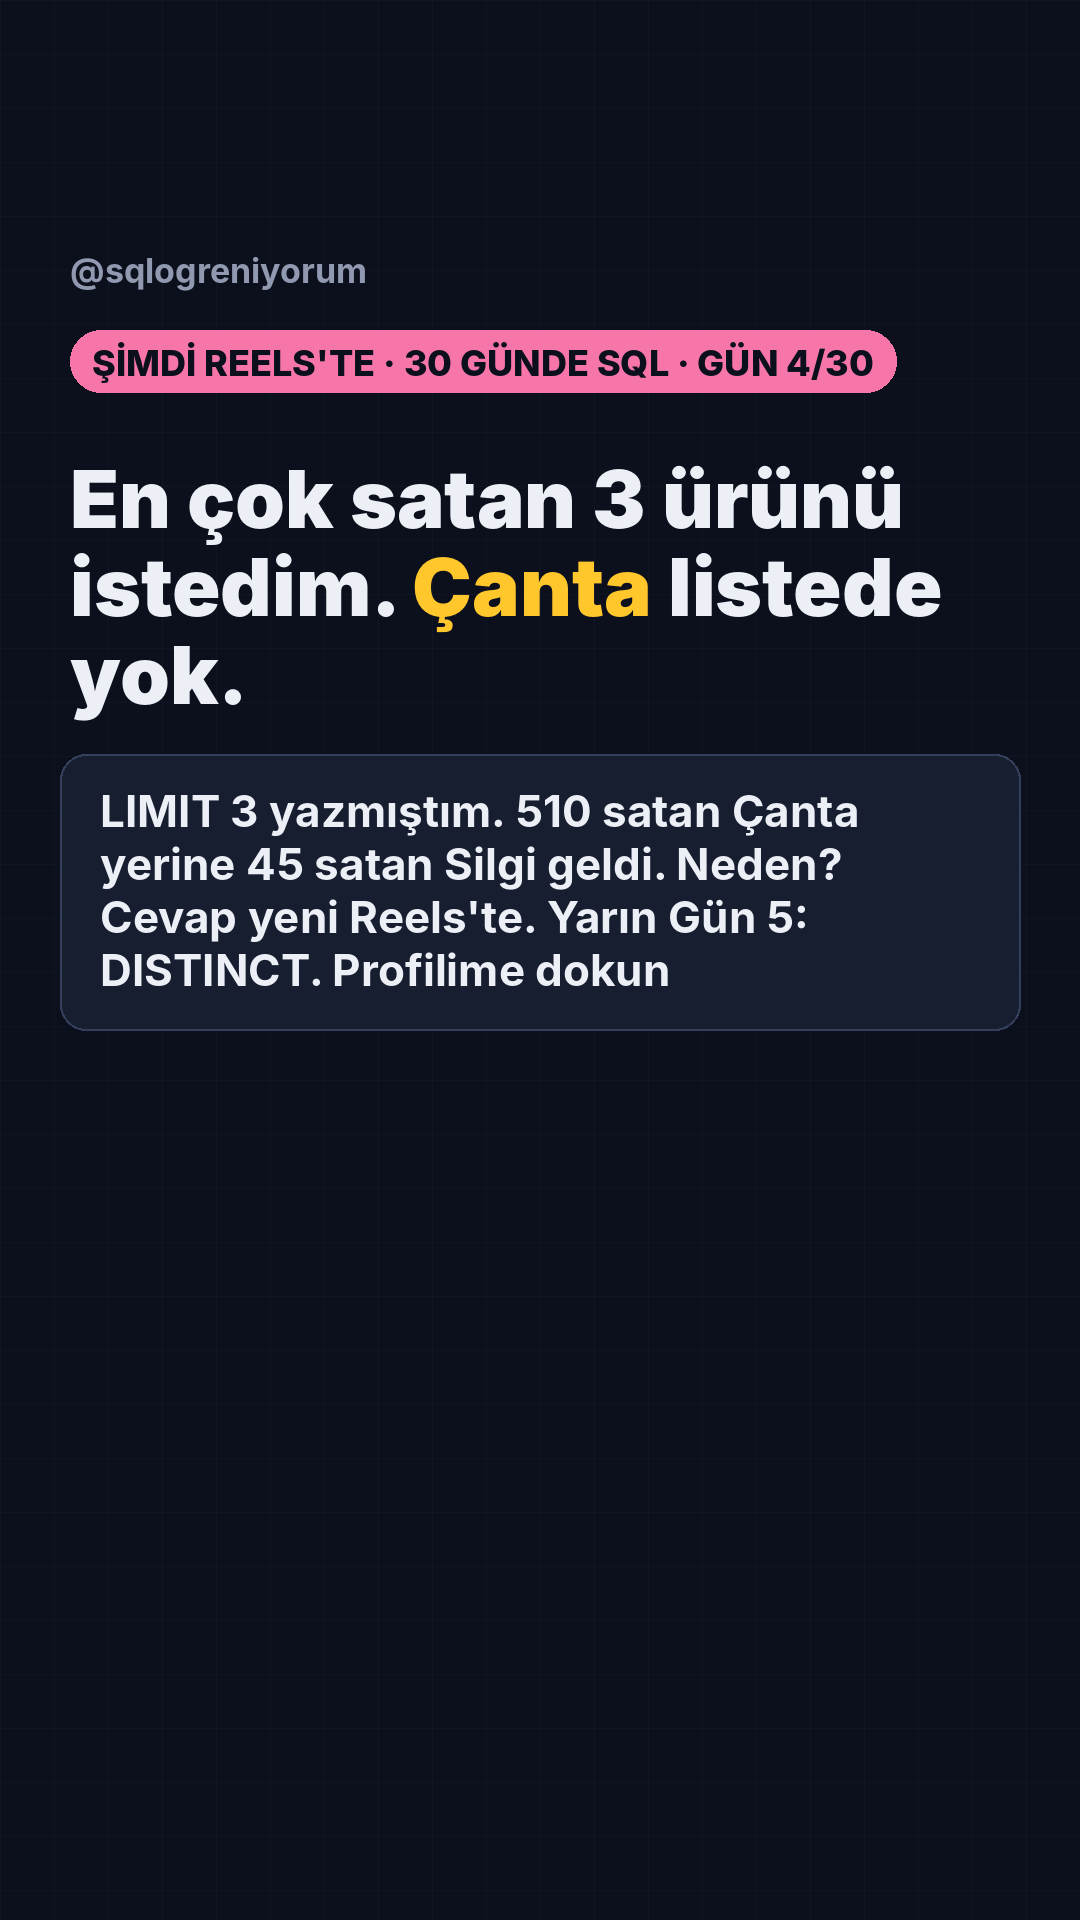 @sqlogreniyorum
ŞİMDİ REELS'TE · 30 GÜNDE SQL · GÜN 4/30
En çok satan 3 ürünü
istedim. Çanta listede
yok.
LIMIT 3 yazmıştım. 510 satan Çanta
yerine 45 satan Silgi geldi. Neden?
Cevap yeni Reels'te. Yarın Gün 5:
DISTINCT. Profilime dokun